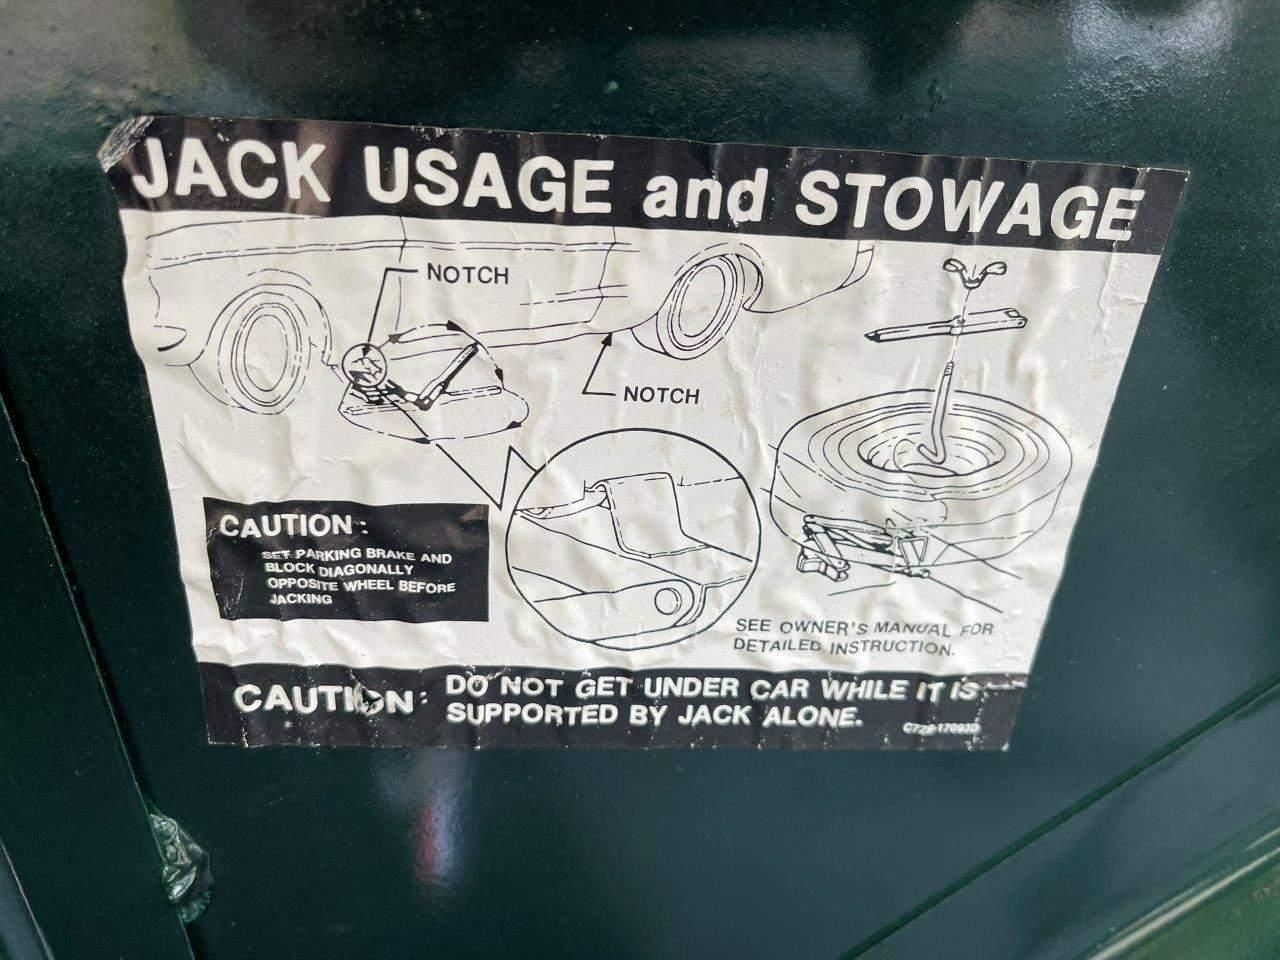 JACK USAGE and STOWAGE
NOTCH
NOTCH
CAUTION:
SET PARKING BRAKE AND
BLOCK DIAGONALLY
OPPOSITE WHEEL BEFORE
JACKING
SEE OWNER'S MANUAL FOR
DETAILED INSTRUCTION.
CAUTION: DO NOT GET UNDER CAR WHILE IT IS
SUPPORTED BY JACK ALONE.